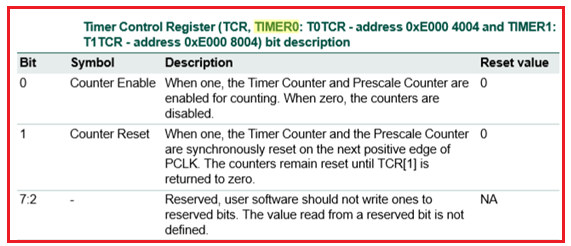 Timer Control Register (TCR, TIMER0: T0TCR - address 0xE000 4004 and TIMER1:
T1TCR - address 0xE000 8004) bit description
Bit Symbol Description Reset value
0 Counter Enable When one, the Timer Counter and Prescale Counter are 0
enabled for counting. When zero, the counters are
disabled.
1 Counter Reset When one, the Timer Counter and the Prescale Counter 0
are synchronously reset on the next positive edge of
PCLK. The counters remain reset until TCR[1] is
returned to zero.
7:2 - Reserved, user software should not write ones to NA
reserved bits. The value read from a reserved bit is not
defined.